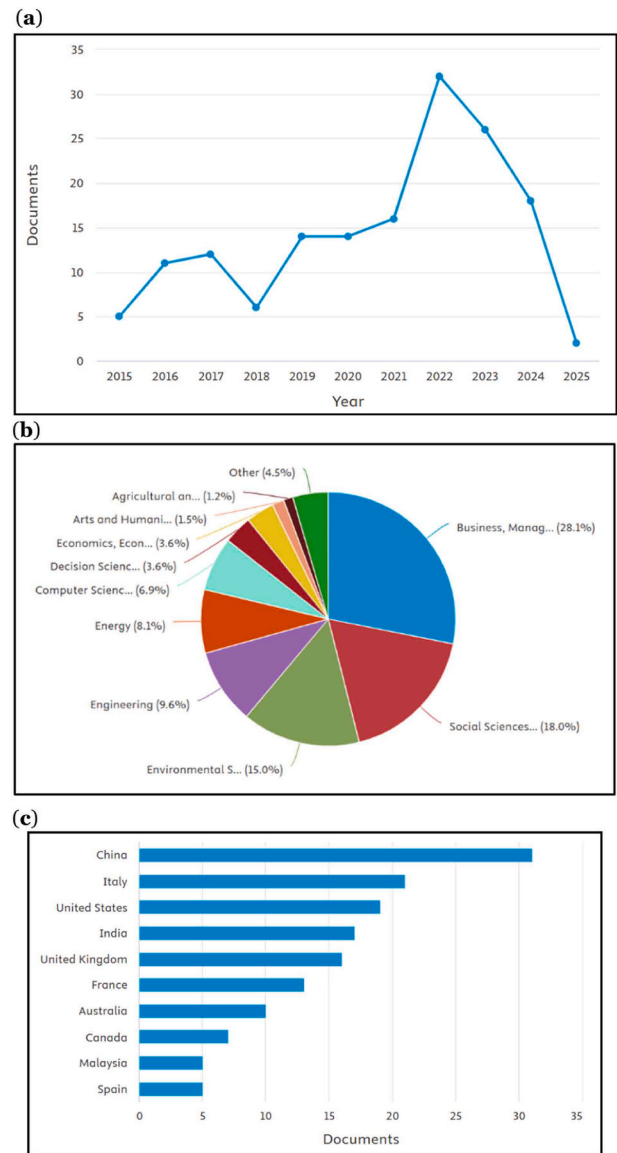 (a)
35
30
25
20
15
10
5
0
Documents
2015 2016 2017 2018 2019 2020 2021 2022 2023 2024 2025
Year
(b)
Other (4.5%)
Agricultural an... (1.2%)
Arts and Humani... (1.5%)
Economics, Econ... (3.6%)
Decision Scienc... (3.6%)
Computer Scienc... (6.9%)
Energy (8.1%)
Engineering (9.6%)
Environmental S... (15.0%)
Business, Manag... (28.1%)
Social Sciences... (18.0%)
(c)
China
Italy
United States
India
United Kingdom
France
Australia
Canada
Malaysia
Spain
0 5 10 15 20 25 30 35
Documents